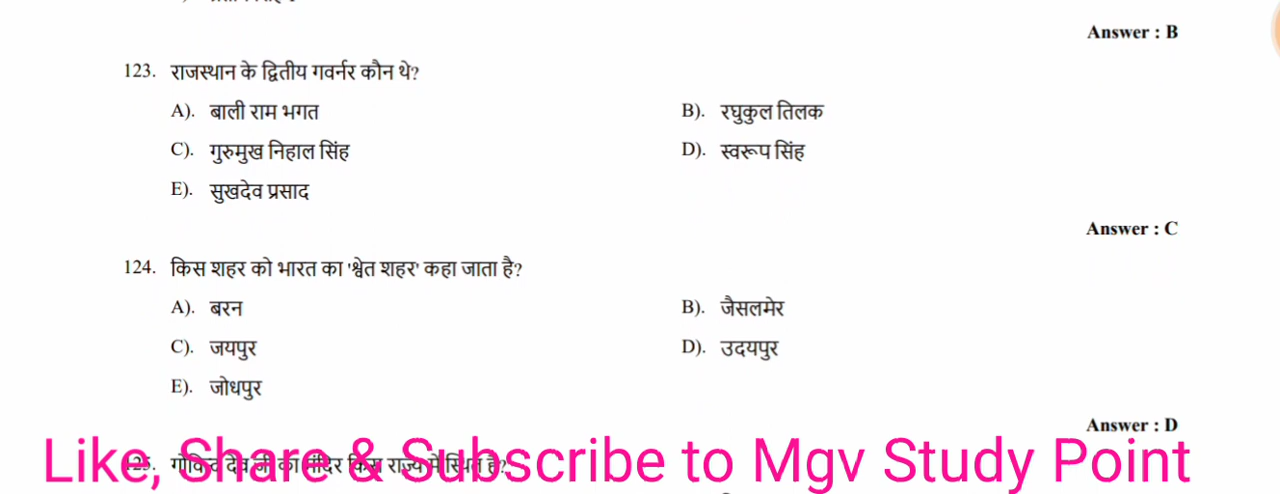 Answer : B
123. राजस्थान के द्वितीय गवर्नर कौन थे?
A). बाली राम भगत B). रघुकुल तिलक
C). गुरुमुख निहाल सिंह D). स्वरूप सिंह
E). सुखदेव प्रसाद
Answer : C
124. किस शहर को भारत का 'श्वेत शहर' कहा जाता है?
A). बरन B). जैसलमेर
C). जयपुर D). उदयपुर
E). जोधपुर
Answer : D
125. गोविन्द देव जी का मंदिर किस राज्य में स्थित है?
Like, Share & Subscribe to Mgv Study Point